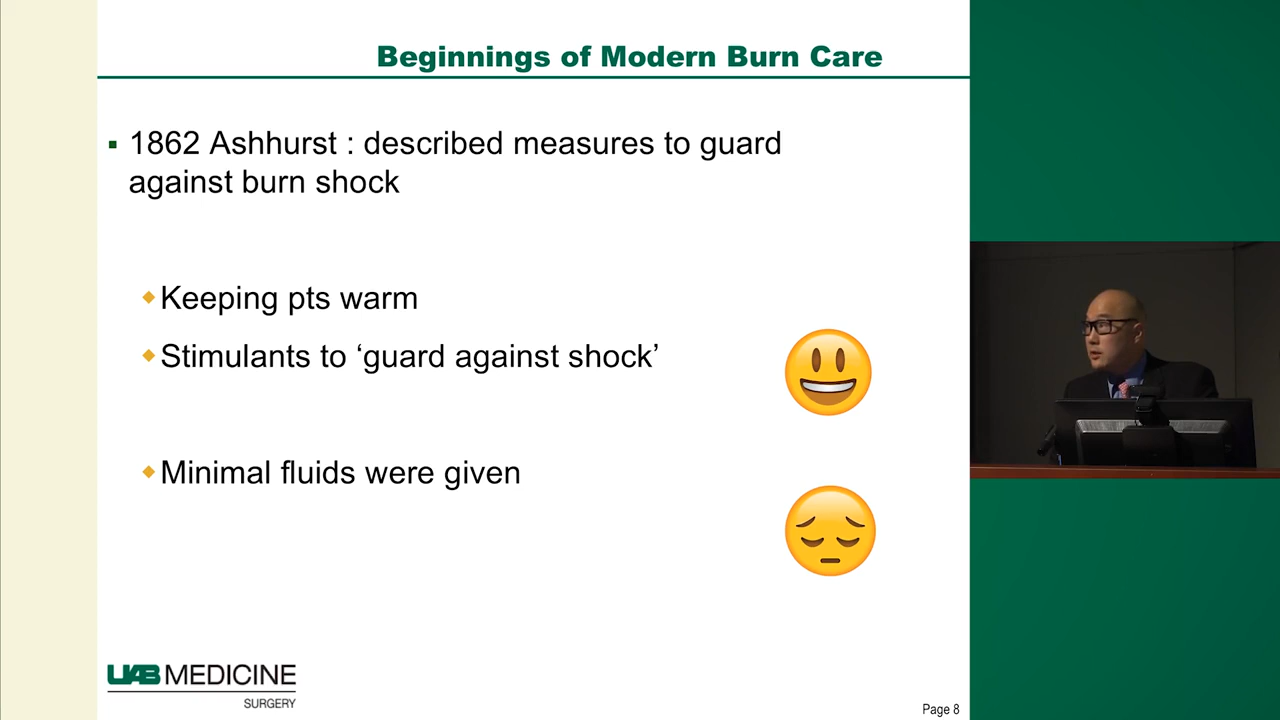 Beginnings of Modern Burn Care
1862 Ashhurst : described measures to guard
against burn shock
Keeping pts warm
Stimulants to ‘guard against shock’
Minimal fluids were given
UAB MEDICINE
SURGERY
Page 8